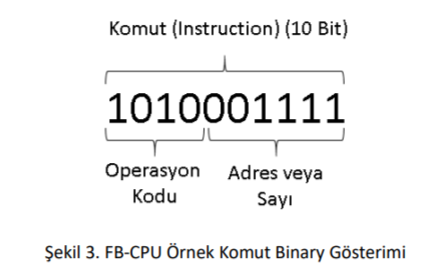 Komut (Instruction) (10 Bit)
1010001111
Operasyon Kodu
Adres veya Sayı
Şekil 3. FB-CPU Örnek Komut Binary Gösterimi